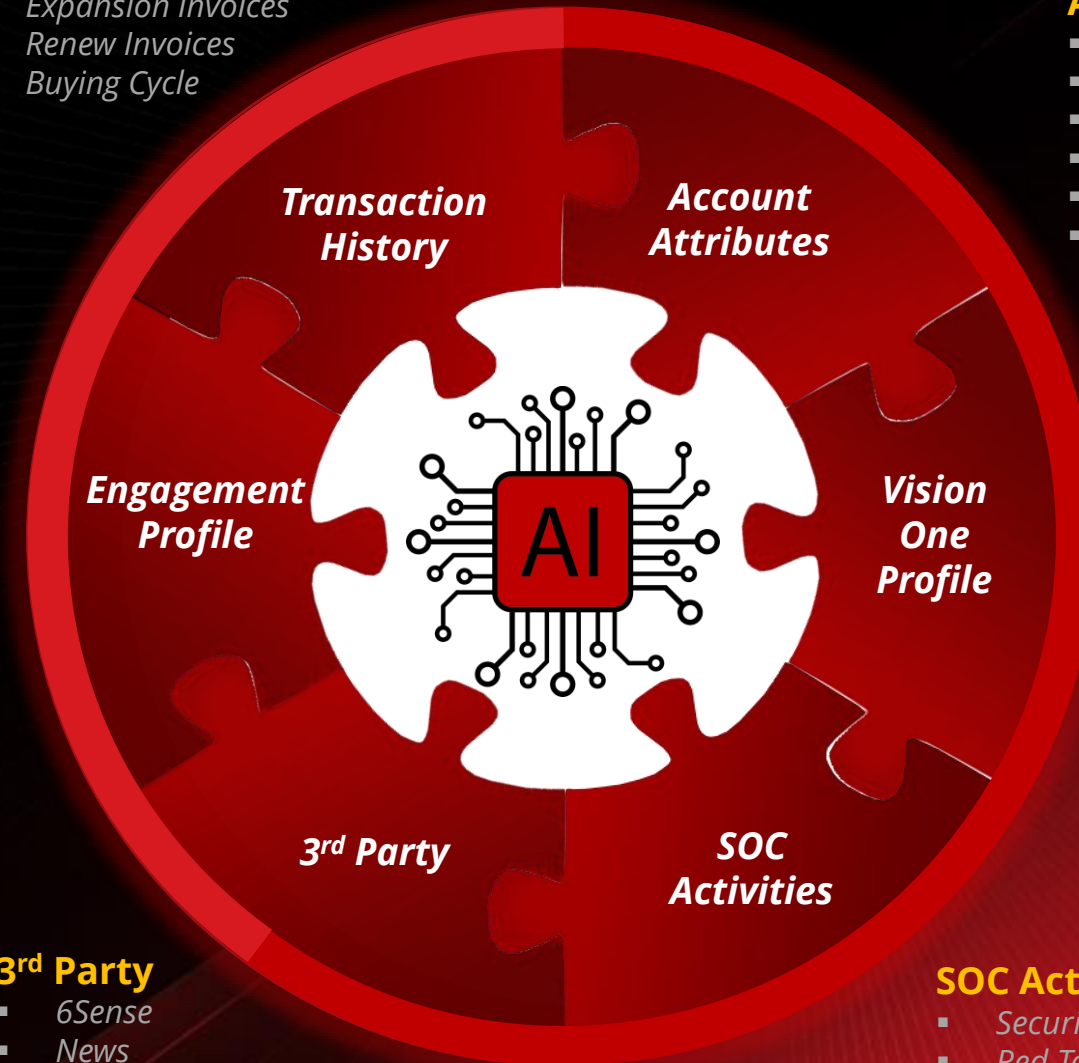 Expansion Invoices
Renew Invoices
Buying Cycle
Transaction
History
Account
Attributes
Engagement
Profile
AI
Vision
One
Profile
3rd Party
SOC
Activities
3rd Party
6Sense
News
SOC